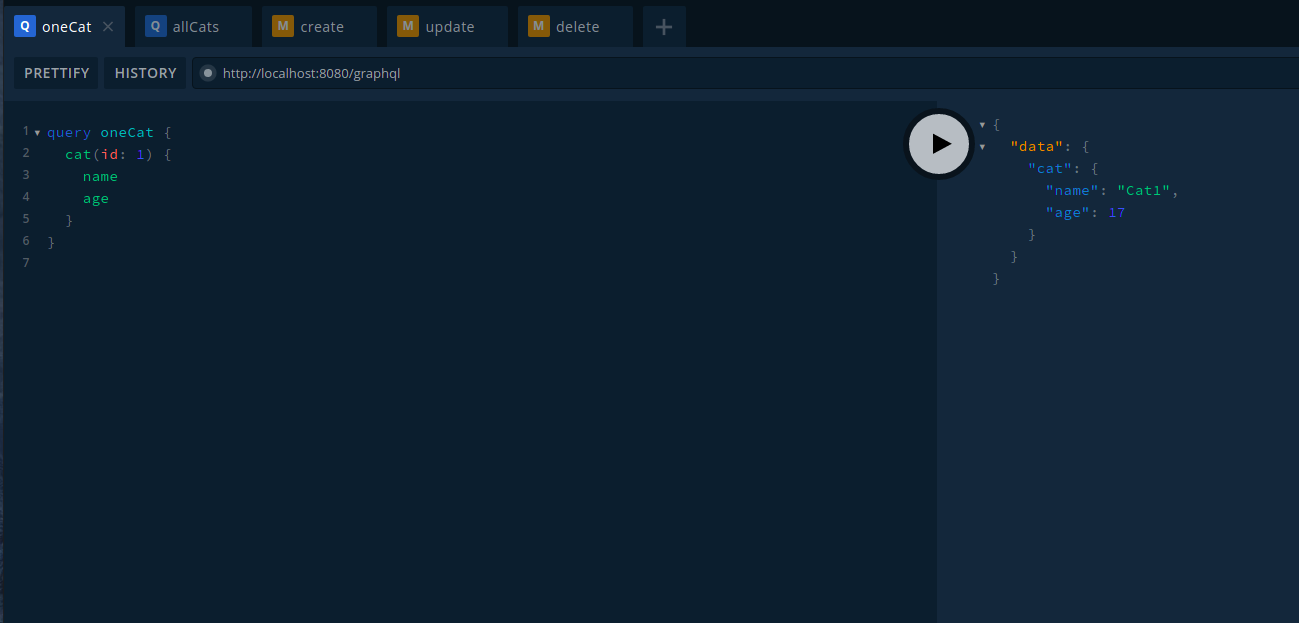 Q oneCat × Q allCats M create M update M delete +
PRETTIFY HISTORY http://localhost:8080/graphql
1 query oneCat {
2 cat(id: 1) {
3 name
4 age
5 }
6 }
7
{
"data": {
"cat": {
"name": "Cat1",
"age": 17
}
}
}